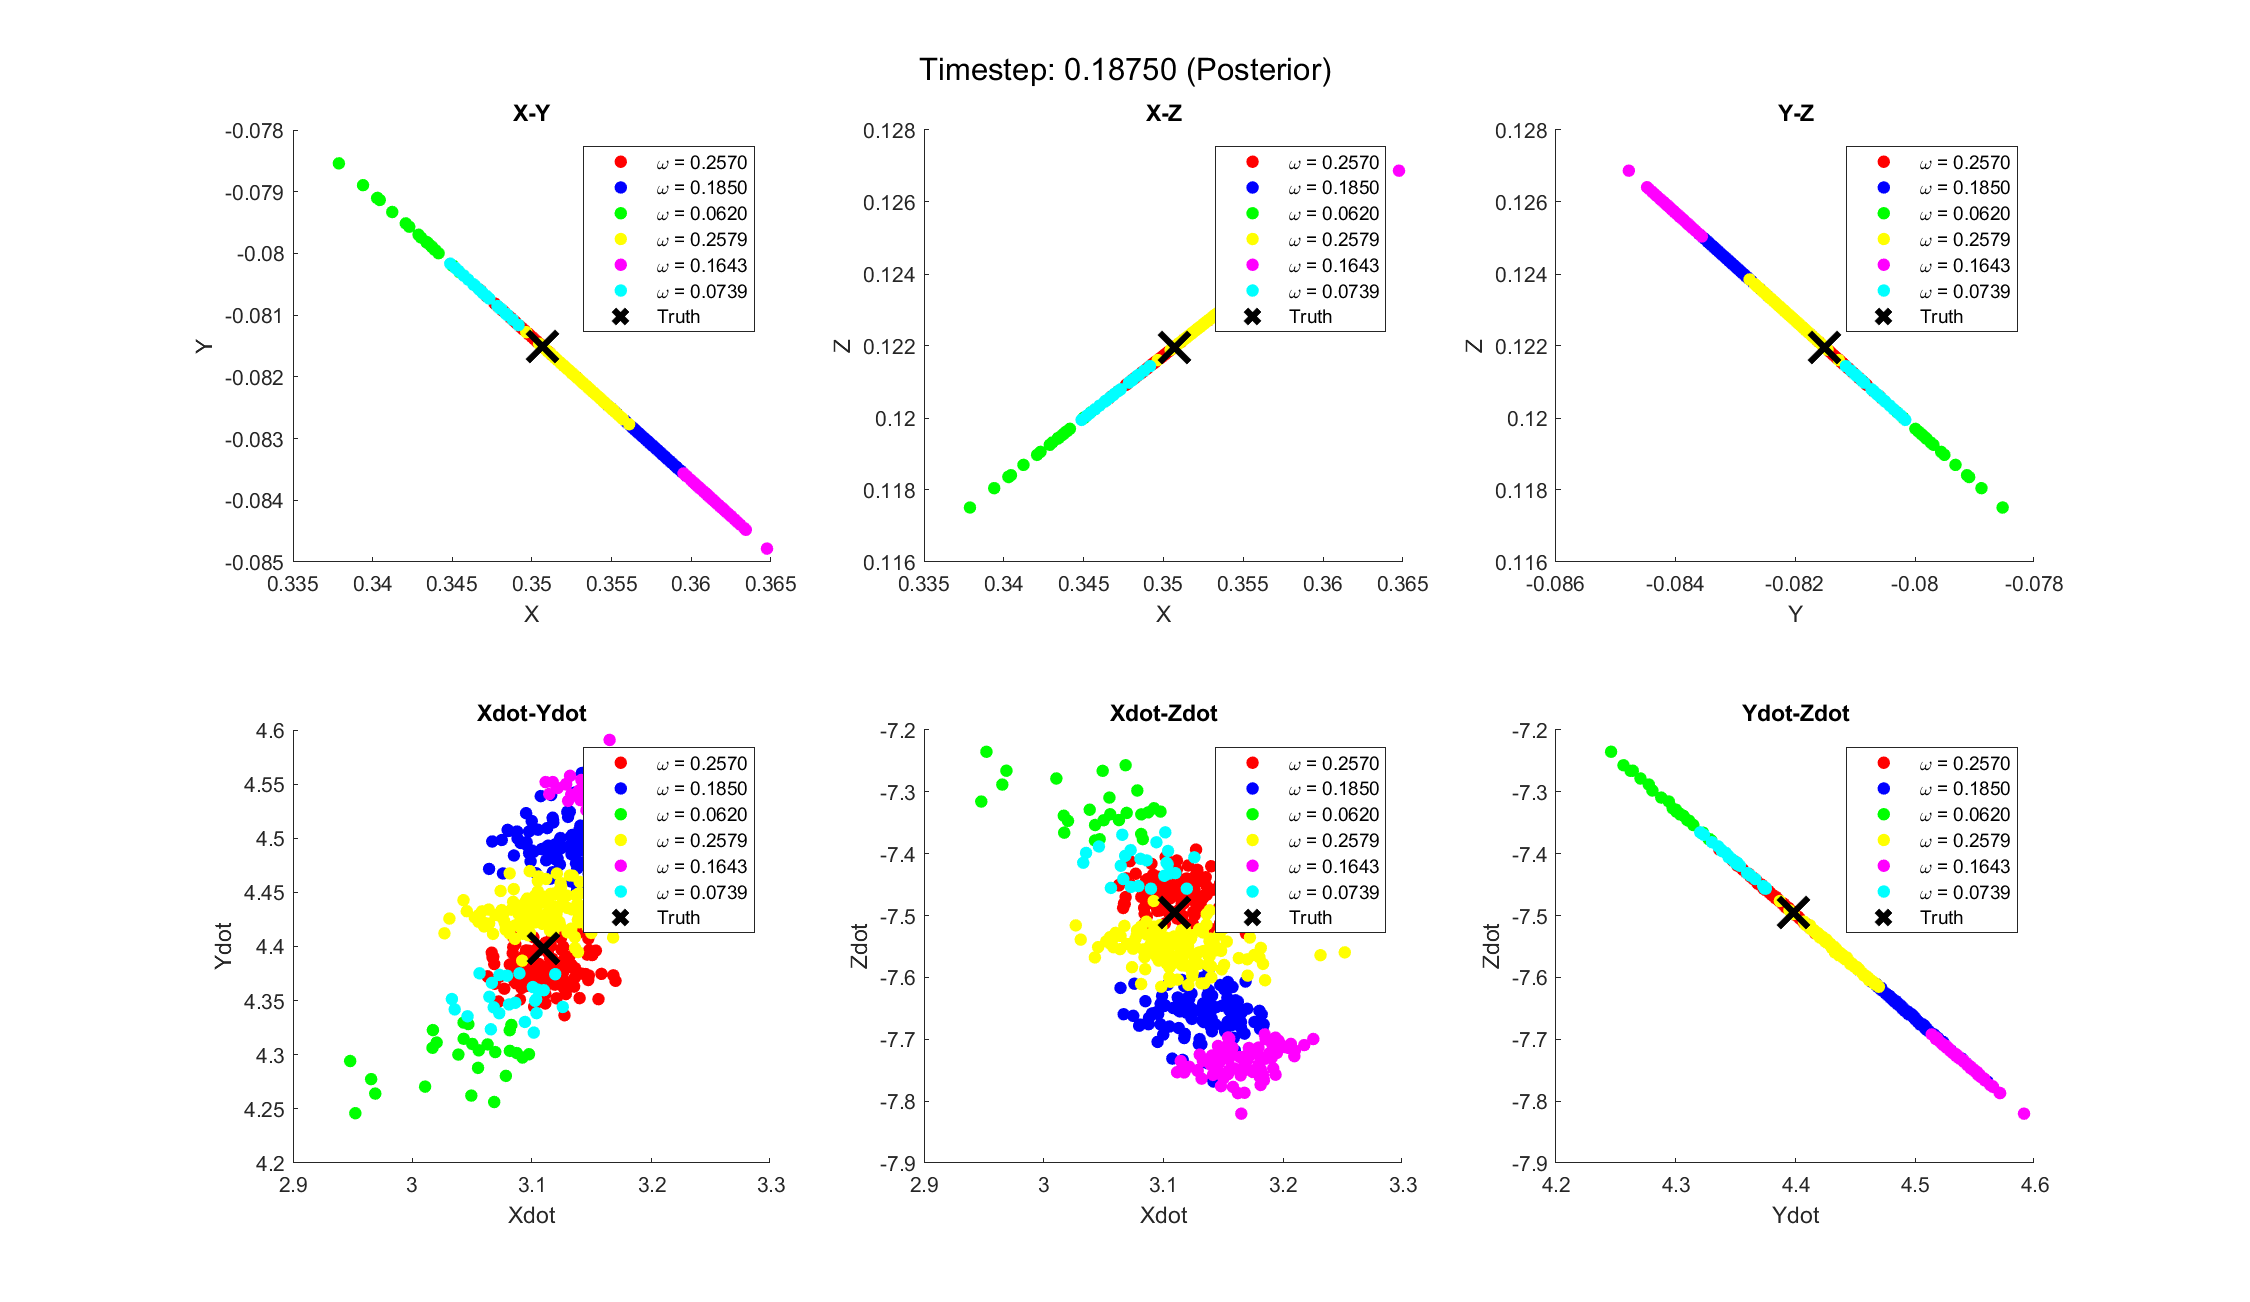 Timestep: 0.18750 (Posterior)
X-Y
-0.078
-0.079
-0.08
-0.081
-0.082
-0.083
-0.084
-0.085
Y
0.335 0.34 0.345 0.35 0.355 0.36 0.365
X
ω = 0.2570
ω = 0.1850
ω = 0.0620
ω = 0.2579
ω = 0.1643
ω = 0.0739
Truth
X-Z
0.128
0.126
0.124
0.122
0.12
0.118
0.116
Z
0.335 0.34 0.345 0.35 0.355 0.36 0.365
X
ω = 0.2570
ω = 0.1850
ω = 0.0620
ω = 0.2579
ω = 0.1643
ω = 0.0739
Truth
Y-Z
0.128
0.126
0.124
0.122
0.12
0.118
0.116
Z
-0.086 -0.084 -0.082 -0.08 -0.078
Y
ω = 0.2570
ω = 0.1850
ω = 0.0620
ω = 0.2579
ω = 0.1643
ω = 0.0739
Truth
Xdot-Ydot
4.6
4.55
4.5
4.45
4.4
4.35
4.3
4.25
4.2
Ydot
2.9 3 3.1 3.2 3.3
Xdot
ω = 0.2570
ω = 0.1850
ω = 0.0620
ω = 0.2579
ω = 0.1643
ω = 0.0739
Truth
Xdot-Zdot
-7.2
-7.3
-7.4
-7.5
-7.6
-7.7
-7.8
-7.9
Zdot
2.9 3 3.1 3.2 3.3
Xdot
ω = 0.2570
ω = 0.1850
ω = 0.0620
ω = 0.2579
ω = 0.1643
ω = 0.0739
Truth
Ydot-Zdot
-7.2
-7.3
-7.4
-7.5
-7.6
-7.7
-7.8
-7.9
Zdot
4.2 4.3 4.4 4.5 4.6
Ydot
ω = 0.2570
ω = 0.1850
ω = 0.0620
ω = 0.2579
ω = 0.1643
ω = 0.0739
Truth